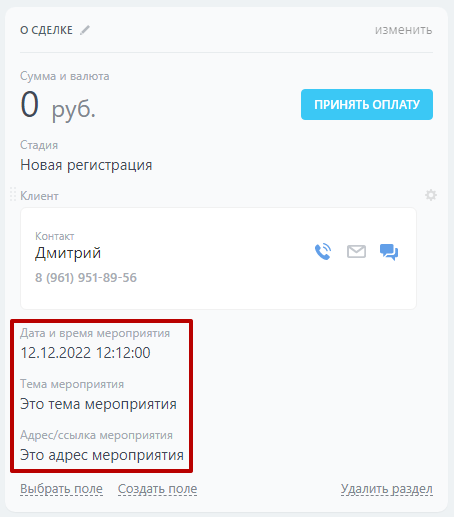 О СДЕЛКЕ изменить
Сумма и валюта
0 руб. ПРИНЯТЬ ОПЛАТУ
Стадия
Новая регистрация
Клиент
Контакт
Дмитрий
8 (961) 951-89-56
Дата и время мероприятия
12.12.2022 12:12:00
Тема мероприятия
Это тема мероприятия
Адрес/ссылка мероприятия
Это адрес мероприятия
Выбрать поле Создать поле Удалить раздел